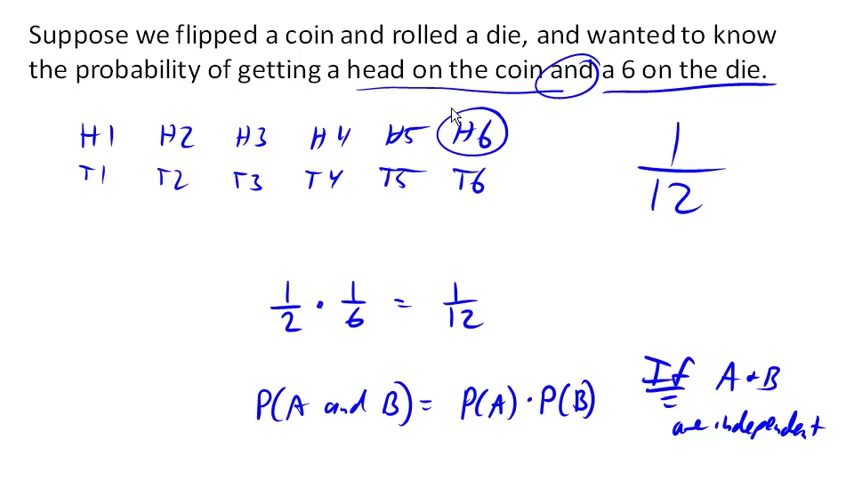 Suppose we flipped a coin and rolled a die, and wanted to know
the probability of getting a head on the coin and a 6 on the die.
H1 H2 H3 H4 H5 H6
T1 T2 T3 T4 T5 T6
1/12
1/2 · 1/6 = 1/12
P(A and B) = P(A) · P(B)
If A + B
are independent